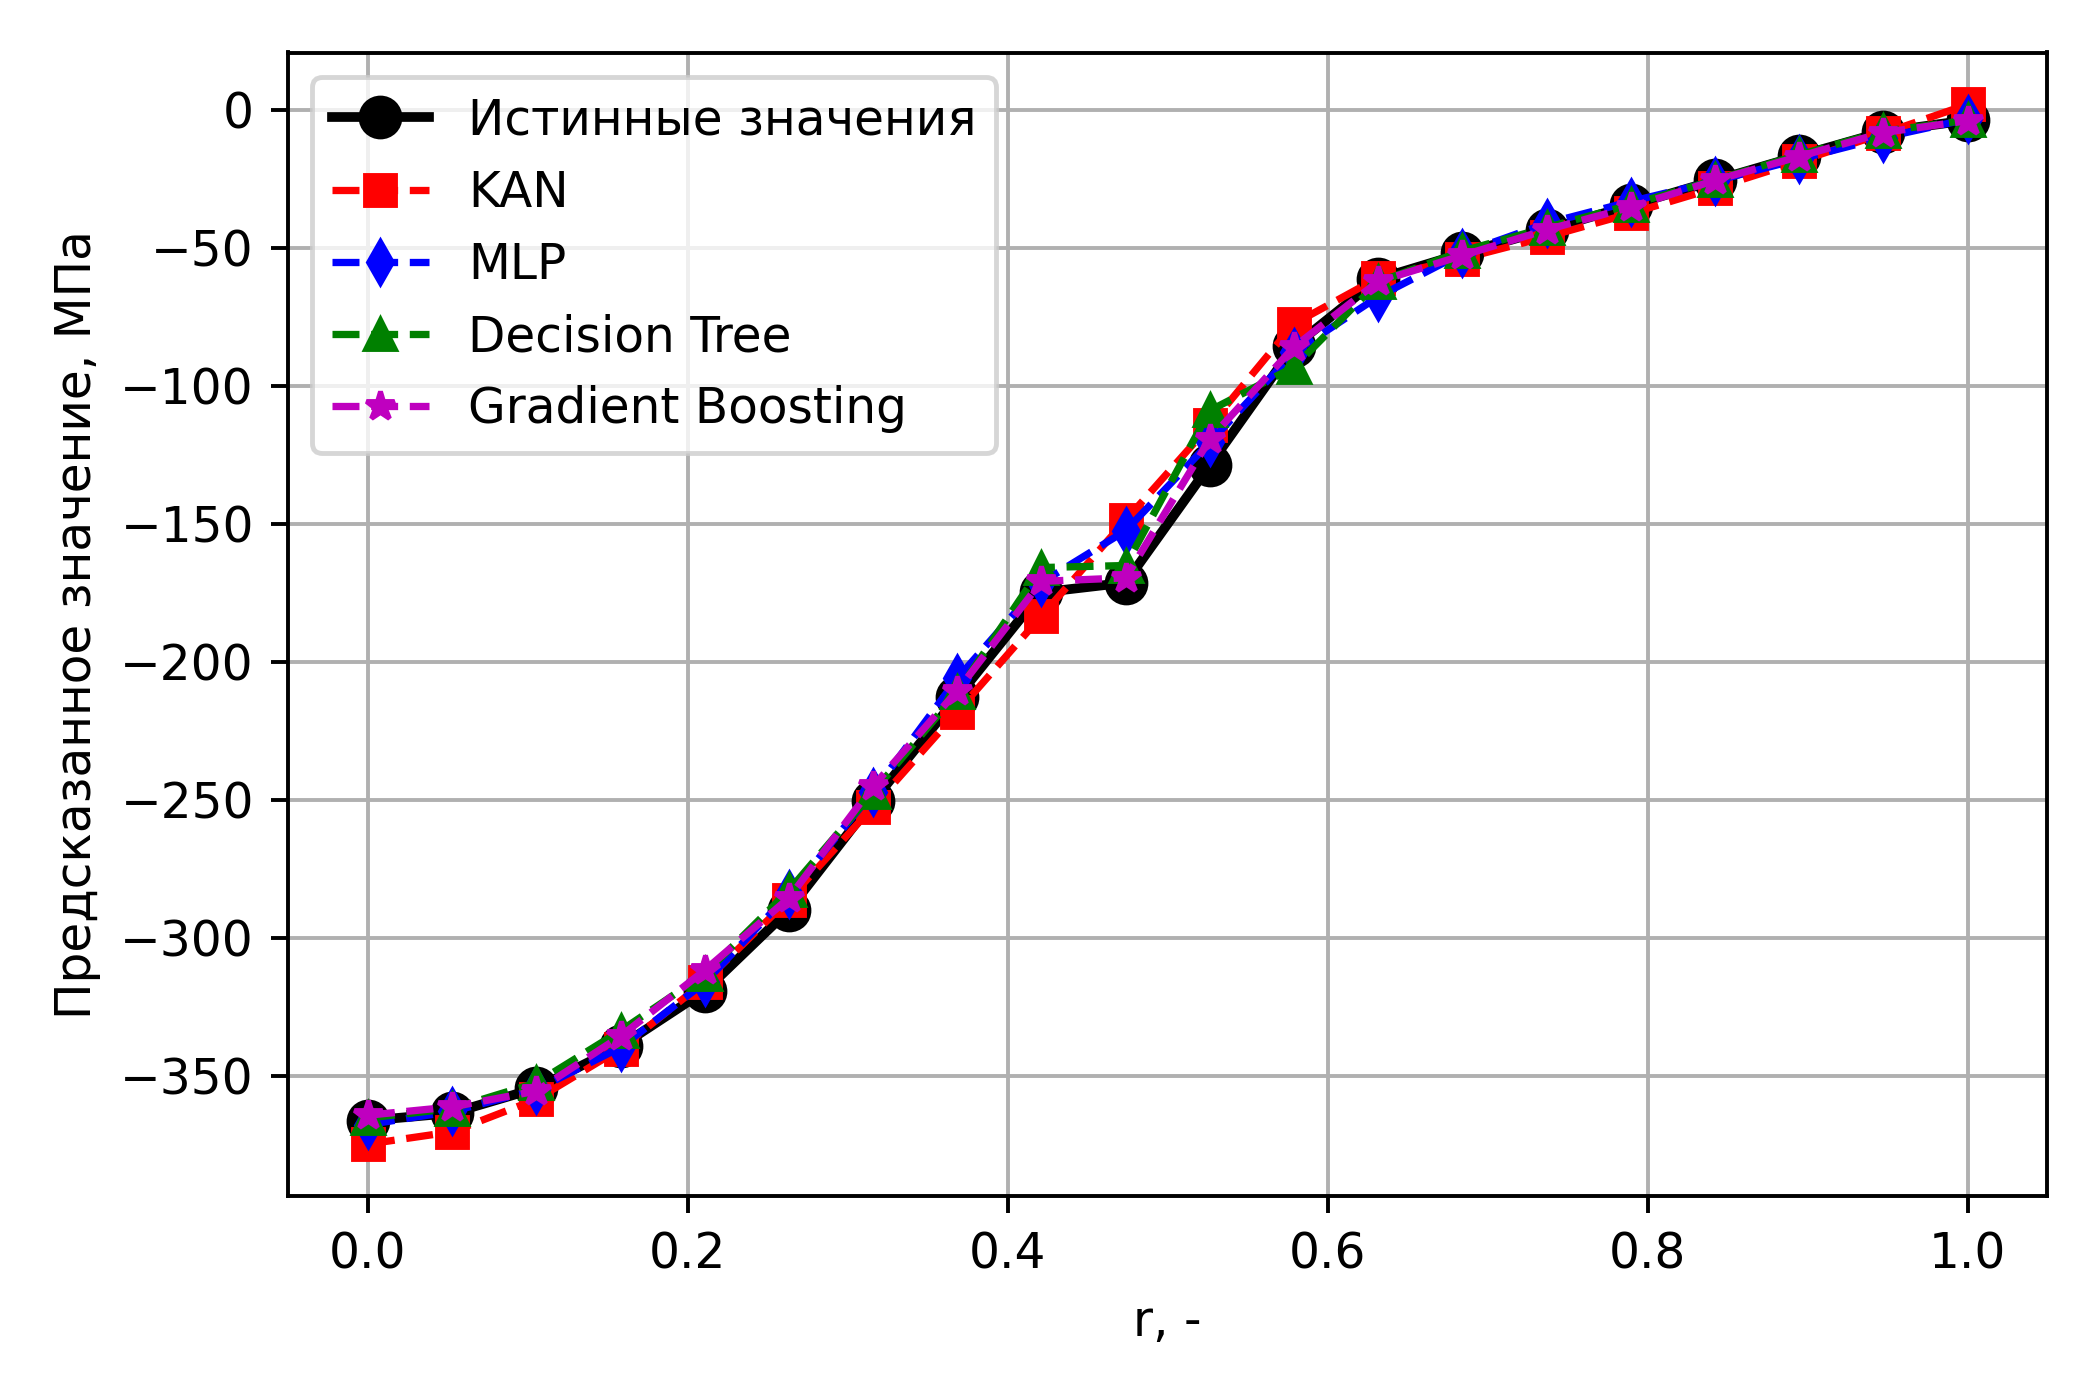 Истинные значения
KAN
MLP
Decision Tree
Gradient Boosting
Предсказанное значение, МПа
0
−50
−100
−150
−200
−250
−300
−350
0.0 0.2 0.4 0.6 0.8 1.0
r, -